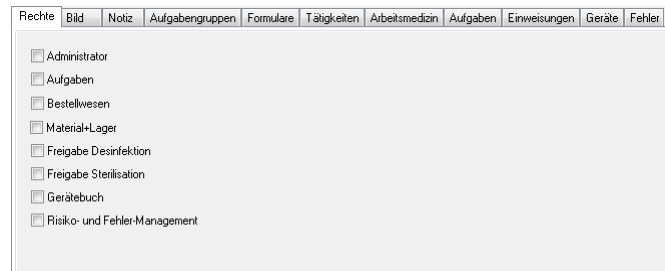 Rechte Bild Notiz Aufgabengruppen Formulare Tätigkeiten Arbeitsmedizin Aufgaben Einweisungen Geräte Fehler
Administrator
Aufgaben
Bestellwesen
Material+Lager
Freigabe Desinfektion
Freigabe Sterilisation
Gerätebuch
Risiko- und Fehler-Management